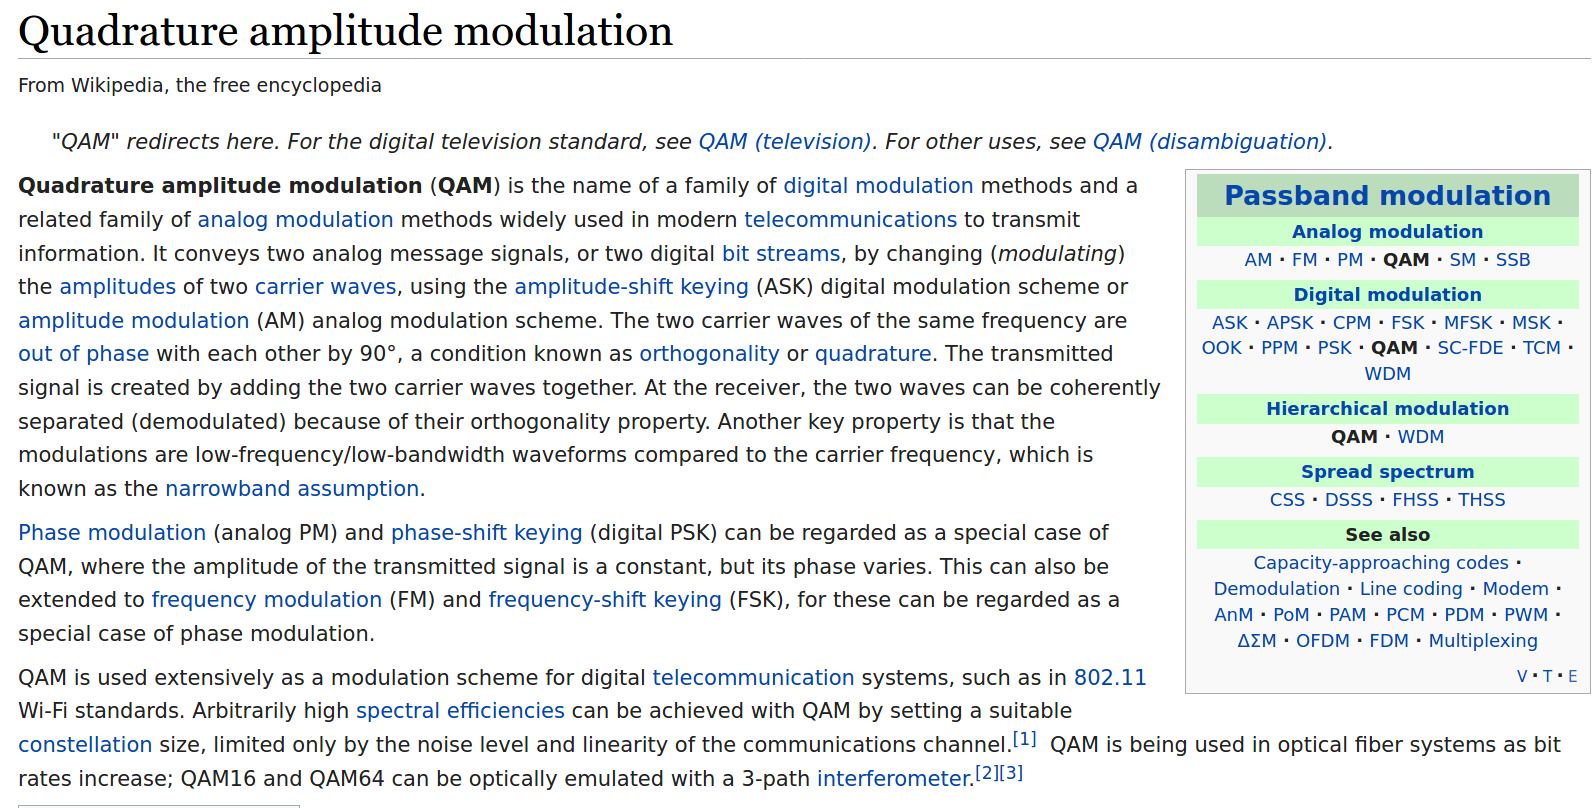 Quadrature amplitude modulation
From Wikipedia, the free encyclopedia
"QAM" redirects here. For the digital television standard, see QAM (television). For other uses, see QAM (disambiguation).
Quadrature amplitude modulation (QAM) is the name of a family of digital modulation methods and a
related family of analog modulation methods widely used in modern telecommunications to transmit
information. It conveys two analog message signals, or two digital bit streams, by changing (modulating)
the amplitudes of two carrier waves, using the amplitude-shift keying (ASK) digital modulation scheme or
amplitude modulation (AM) analog modulation scheme. The two carrier waves of the same frequency are
out of phase with each other by 90°, a condition known as orthogonality or quadrature. The transmitted
signal is created by adding the two carrier waves together. At the receiver, the two waves can be coherently
separated (demodulated) because of their orthogonality property. Another key property is that the
modulations are low-frequency/low-bandwidth waveforms compared to the carrier frequency, which is
known as the narrowband assumption.
Phase modulation (analog PM) and phase-shift keying (digital PSK) can be regarded as a special case of
QAM, where the amplitude of the transmitted signal is a constant, but its phase varies. This can also be
extended to frequency modulation (FM) and frequency-shift keying (FSK), for these can be regarded as a
special case of phase modulation.
QAM is used extensively as a modulation scheme for digital telecommunication systems, such as in 802.11
Wi-Fi standards. Arbitrarily high spectral efficiencies can be achieved with QAM by setting a suitable
constellation size, limited only by the noise level and linearity of the communications channel.[1] QAM is being used in optical fiber systems as bit
rates increase; QAM16 and QAM64 can be optically emulated with a 3-path interferometer.[2][3]
Passband modulation
Analog modulation
AM · FM · PM · QAM · SM · SSB
Digital modulation
ASK · APSK · CPM · FSK · MFSK · MSK ·
OOK · PPM · PSK · QAM · SC-FDE · TCM ·
WDM
Hierarchical modulation
QAM · WDM
Spread spectrum
CSS · DSSS · FHSS · THSS
See also
Capacity-approaching codes ·
Demodulation · Line coding · Modem ·
AnM · PoM · PAM · PCM · PDM · PWM ·
ΔΣM · OFDM · FDM · Multiplexing
V · T · E